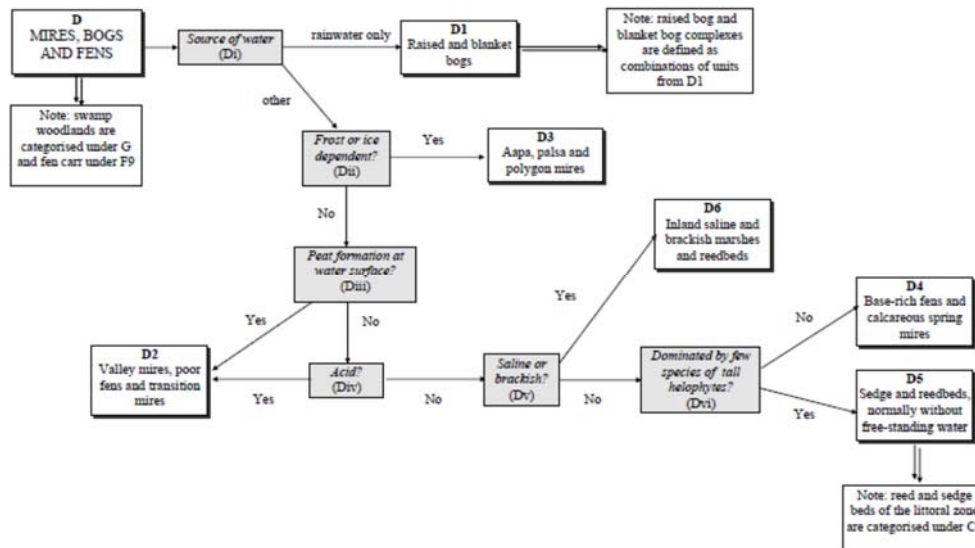 D
MIRES, BOGS
AND FENS
Source of water
(Di)
rainwater only
D1
Raised and blanket
bogs
Note: raised bog and
blanket bog complexes
are defined as
combinations of units
from D1
Note: swamp
woodlands are
categorised under G
and fen carr under F9
other
Frost or ice
dependent?
(Dii)
Yes
D3
Aapa, palsa and
polygon mires
No
D6
Inland saline and
brackish marshes
and reedbeds
Peat formation at
water surface?
(Diii)
Yes
No
Yes
D4
Base-rich fens and
calcareous spring
mires
No
D2
Valley mires, poor
fens and transition
mires
Yes
Acid?
(Div)
No
Saline or
brackish?
(Dv)
No
Dominated by few
species of tall
helophytes?
(Dvi)
Yes
D5
Sedge and reedbeds,
normally without
free-standing water
Note: reed and sedge
beds of the littoral zone
are categorised under C